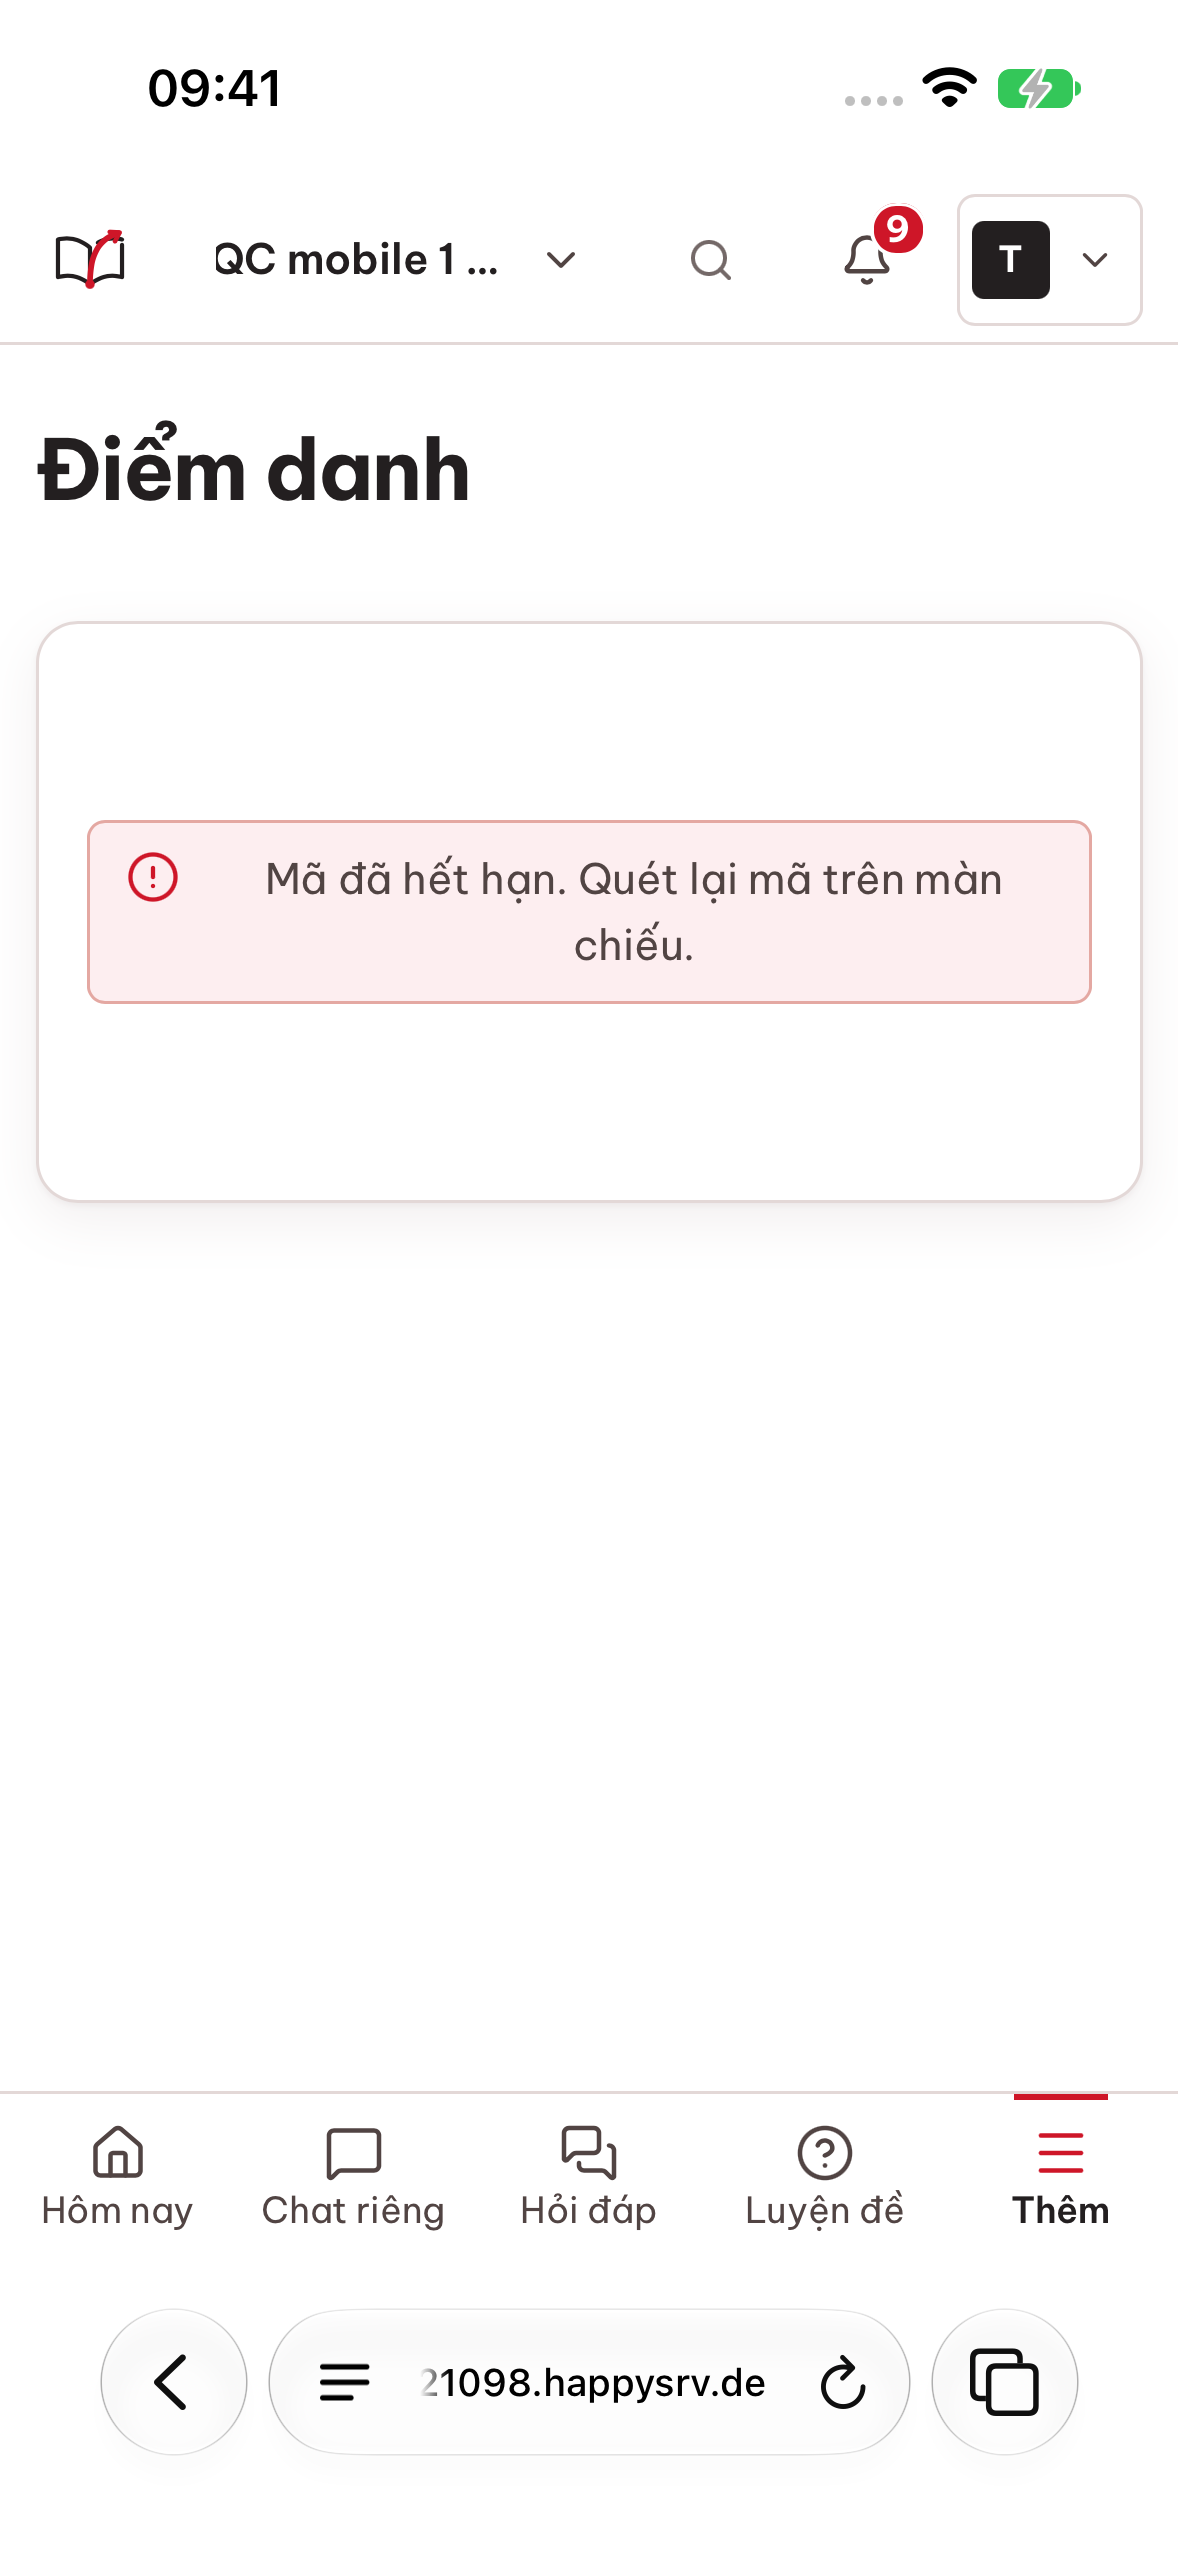 09:41
QC mobile 1 ...
9
T
Điểm danh
Mã đã hết hạn. Quét lại mã trên màn
chiếu.
Hôm nay
Chat riêng
Hỏi đáp
Luyện đề
Thêm
21098.happysrv.de